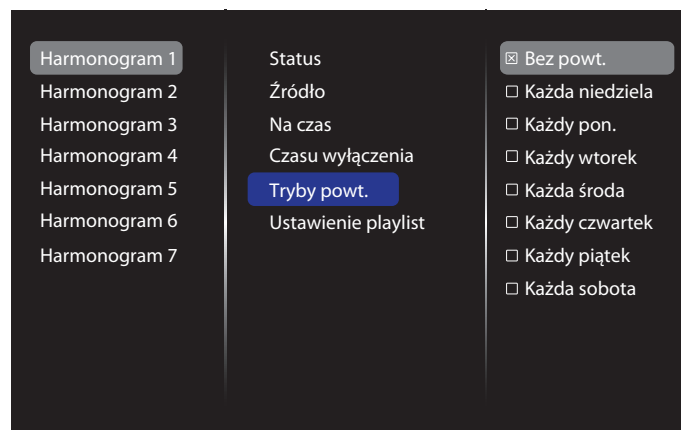 Harmonogram 1
Harmonogram 2
Harmonogram 3
Harmonogram 4
Harmonogram 5
Harmonogram 6
Harmonogram 7
Status
Źródło
Na czas
Czasu wyłączenia
Tryby powt.
Ustawienie playlist
☒ Bez powt.
☐ Każda niedziela
☐ Każdy pon.
☐ Każdy wtorek
☐ Każda środa
☐ Każdy czwartek
☐ Każdy piątek
☐ Każda sobota